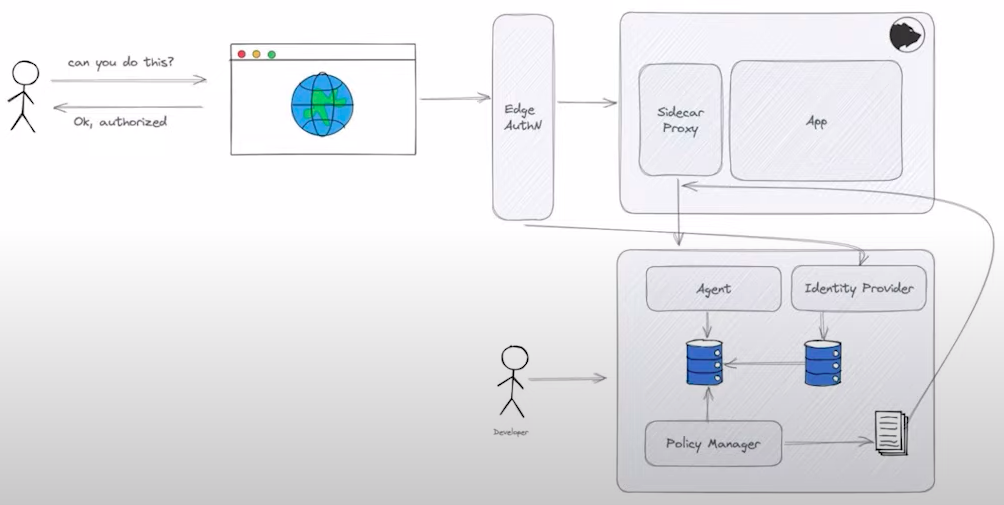 can you do this?
Ok, authorized
Edge
AuthN
Sidecar
Proxy
App
Agent
Identity Provider
Developer
Policy Manager